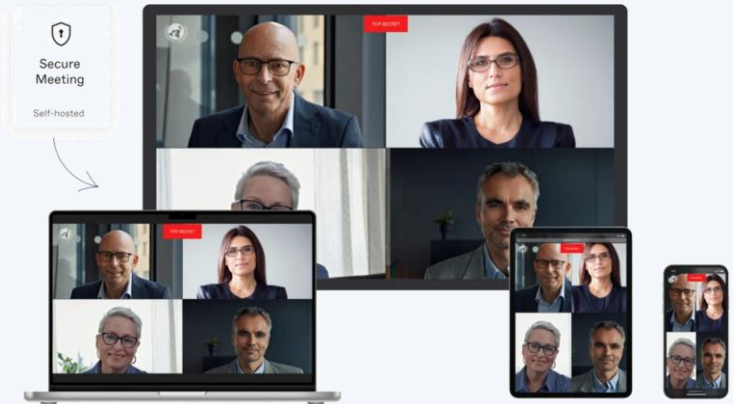 Secure
Meeting
Self-hosted
TOP SECRET
TOP SECRET